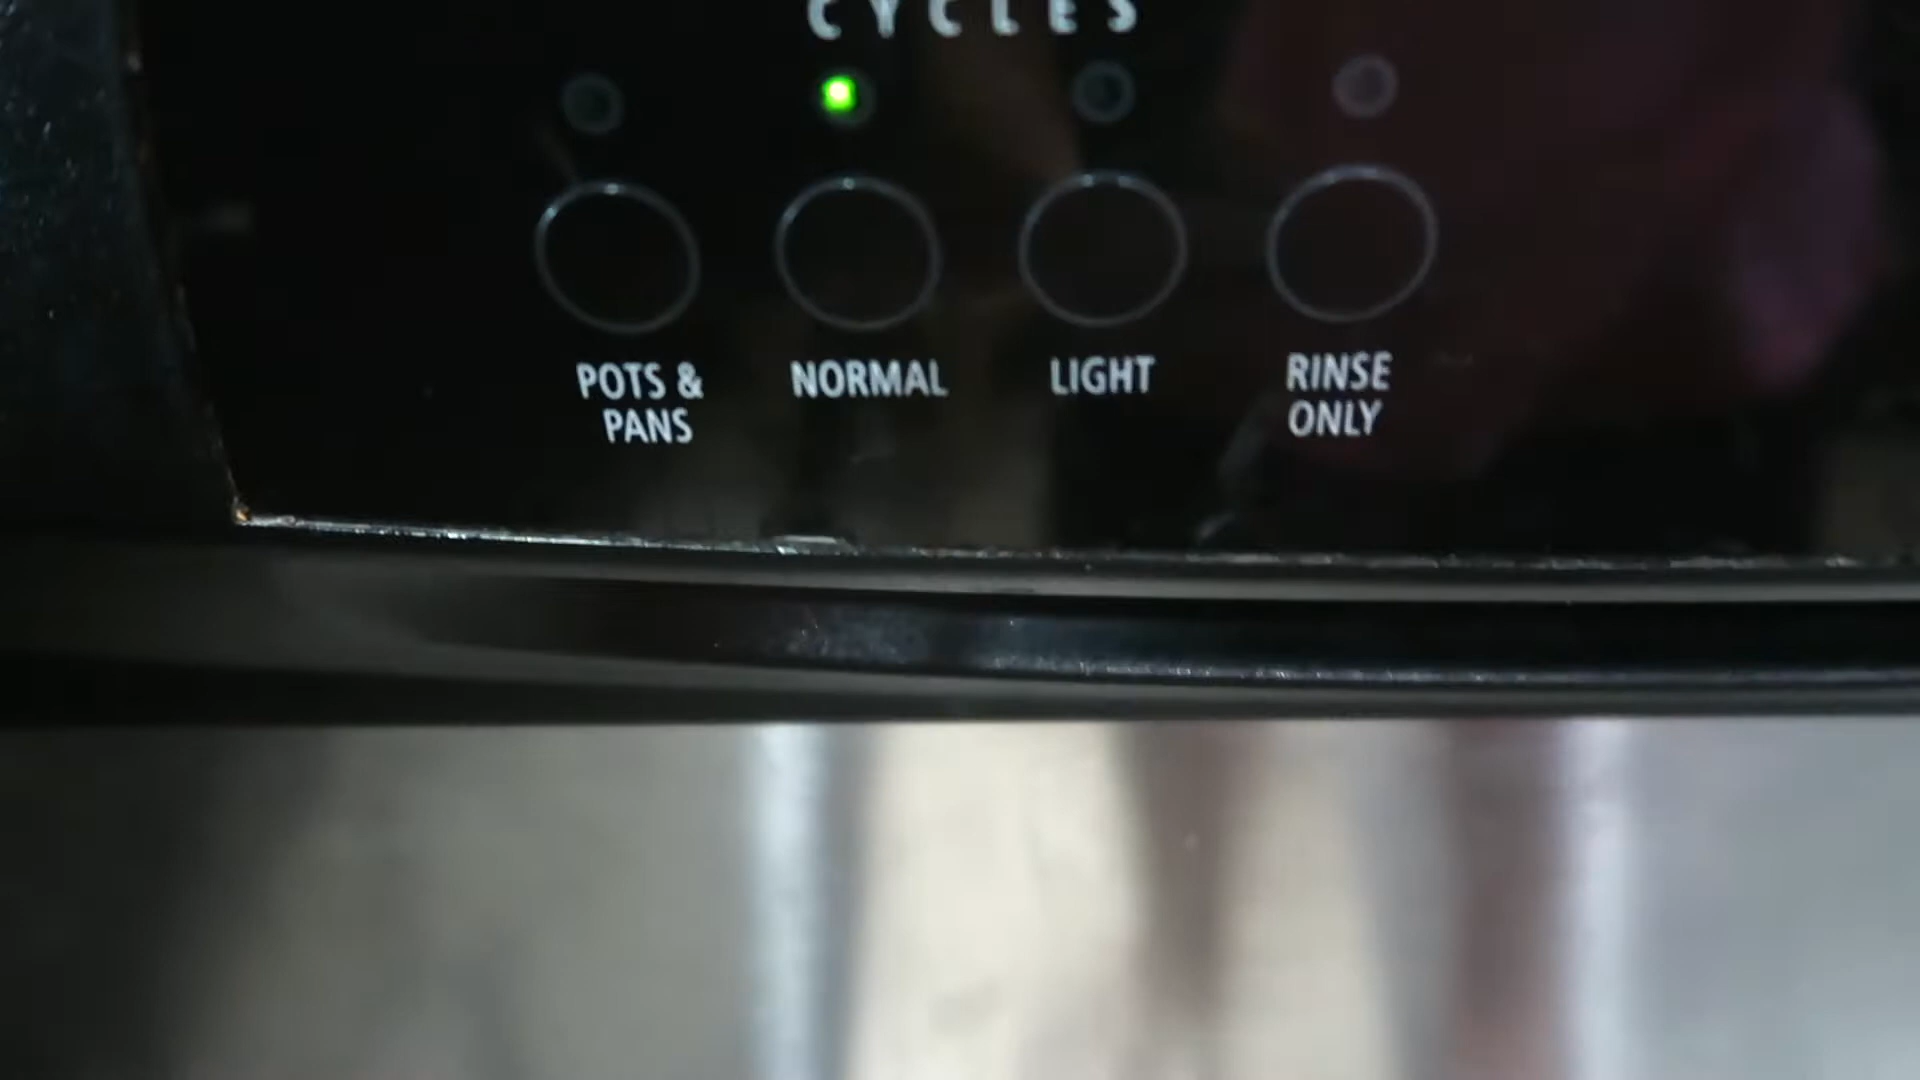 CYCLES
POTS & PANS
NORMAL
LIGHT
RINSE ONLY